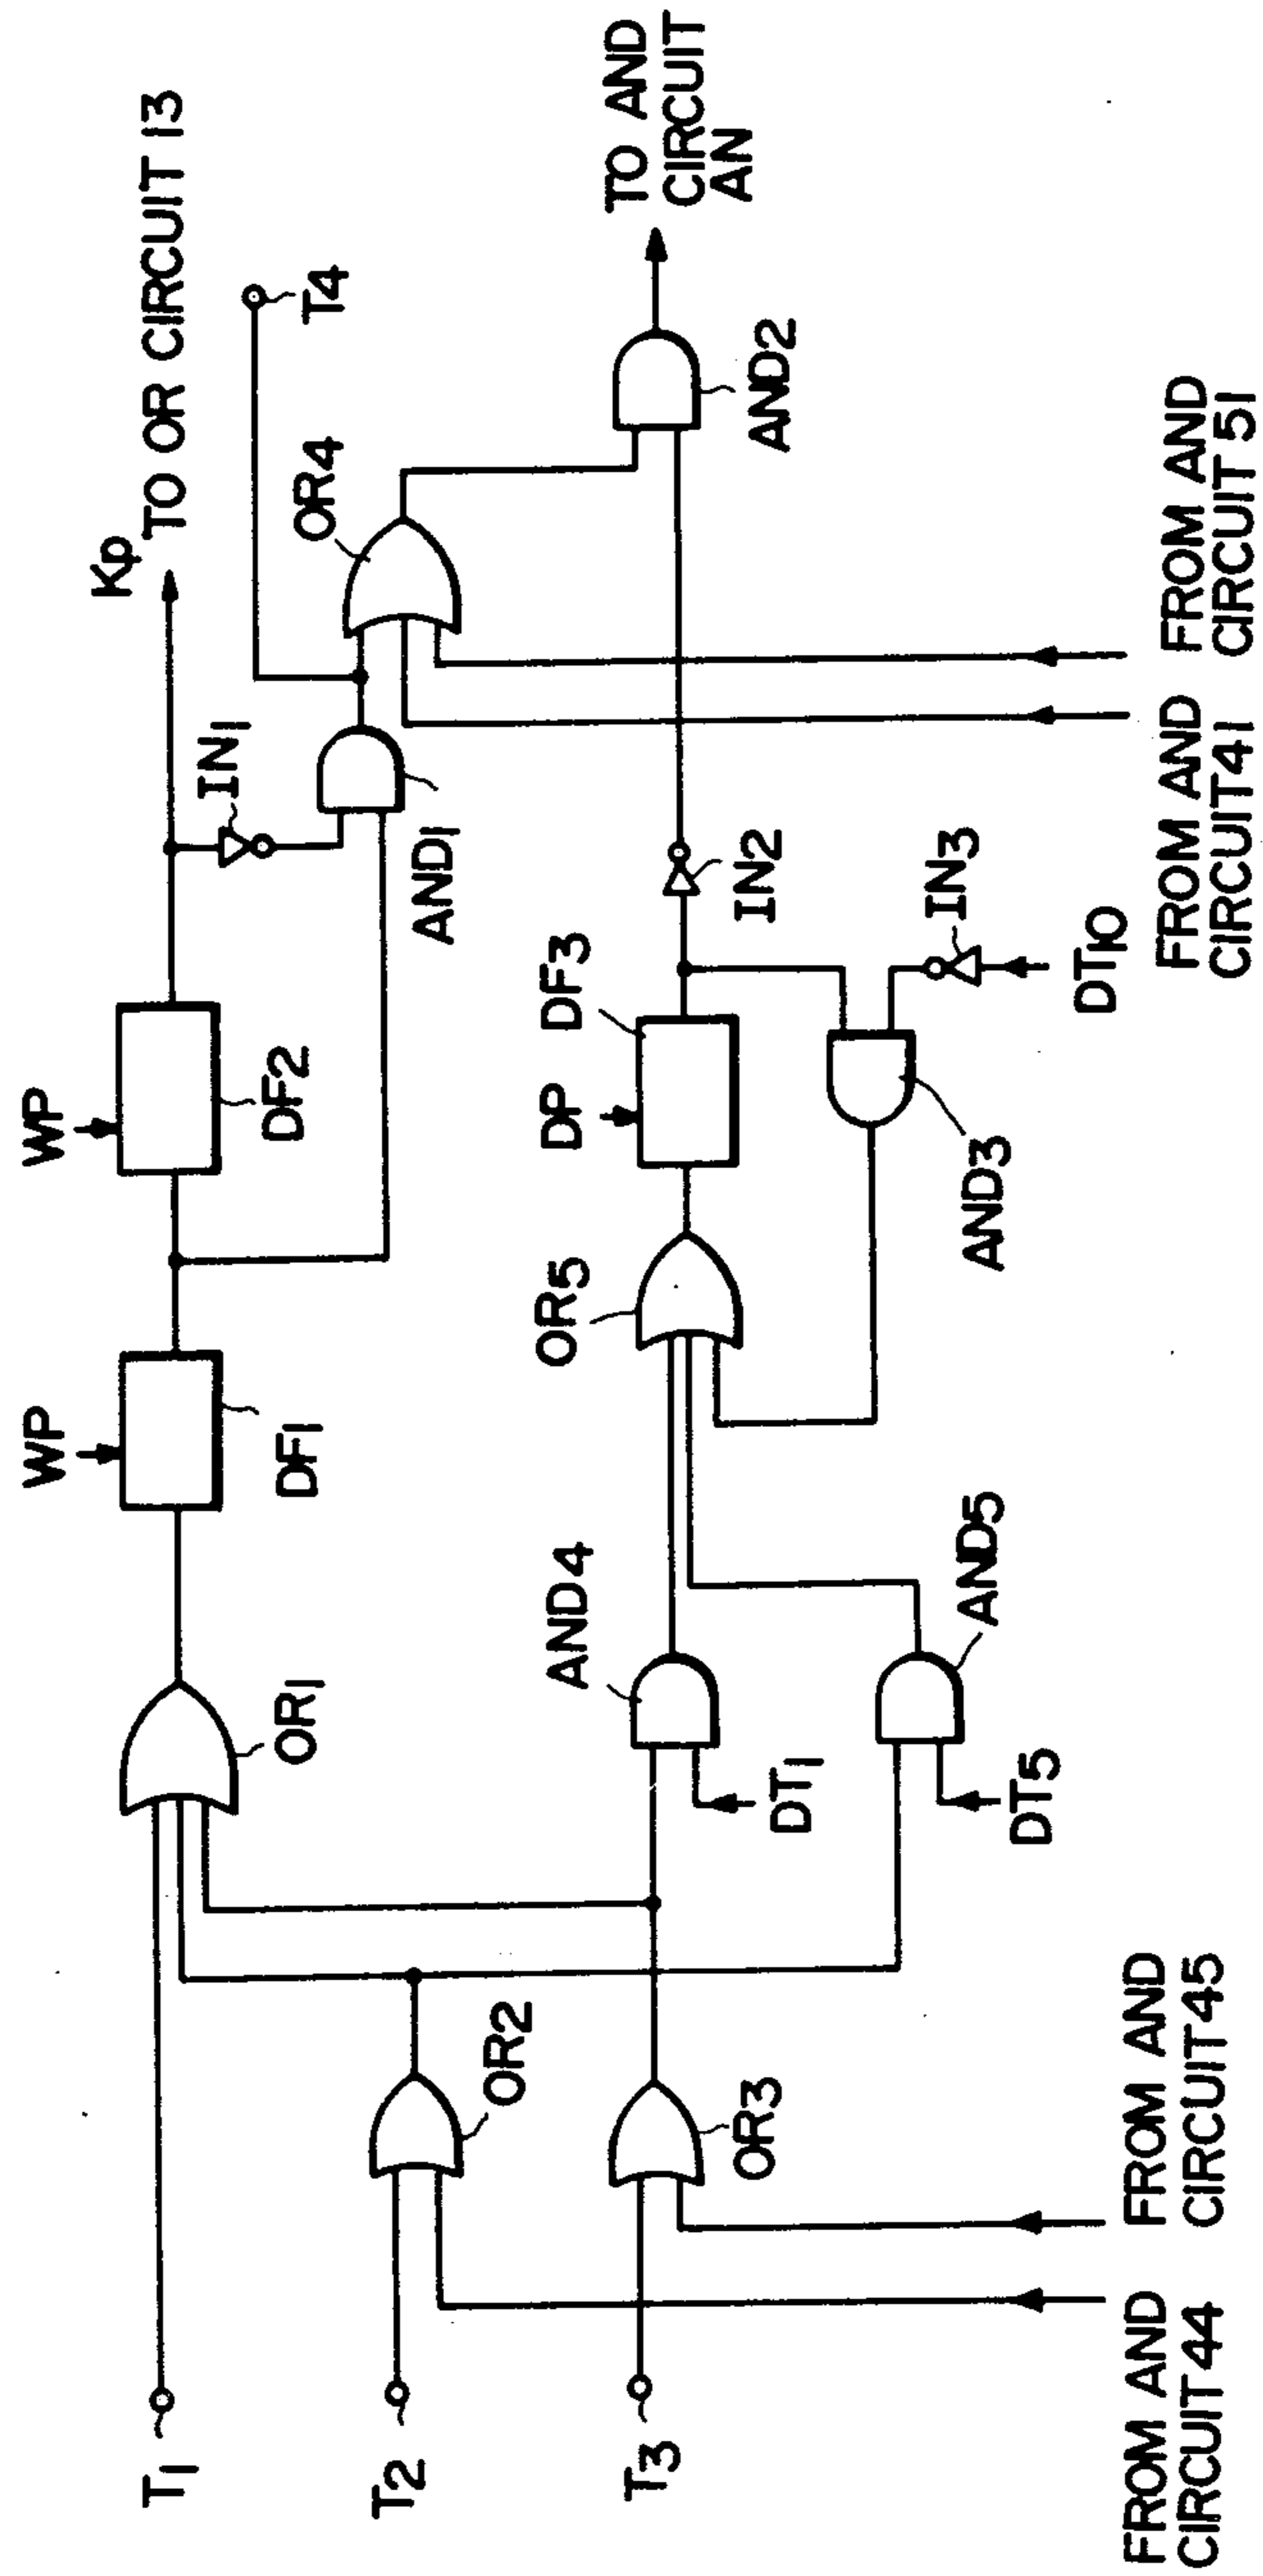 WP
WP
Kp
TO OR CIRCUIT 13
T1
OR1
DF1
DF2
IN1
AND1
T4
OR4
T2
OR2
TO AND
CIRCUIT
AN
T3
OR3
AND4
DT1
OR5
DP
DF3
IN2
AND2
AND5
DT5
AND3
IN3
DT10
FROM AND
CIRCUIT 44
FROM AND
CIRCUIT 45
FROM AND
CIRCUIT 41
FROM AND
CIRCUIT 51